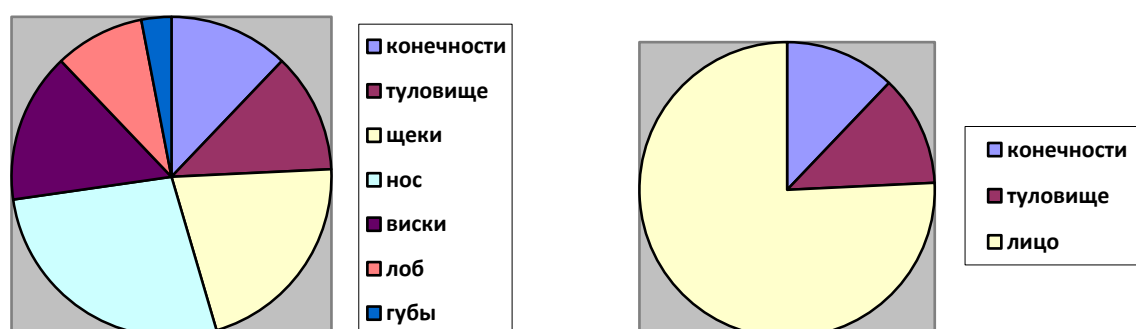 конечности
туловище
щеки
нос
виски
лоб
губы
конечности
туловище
лицо